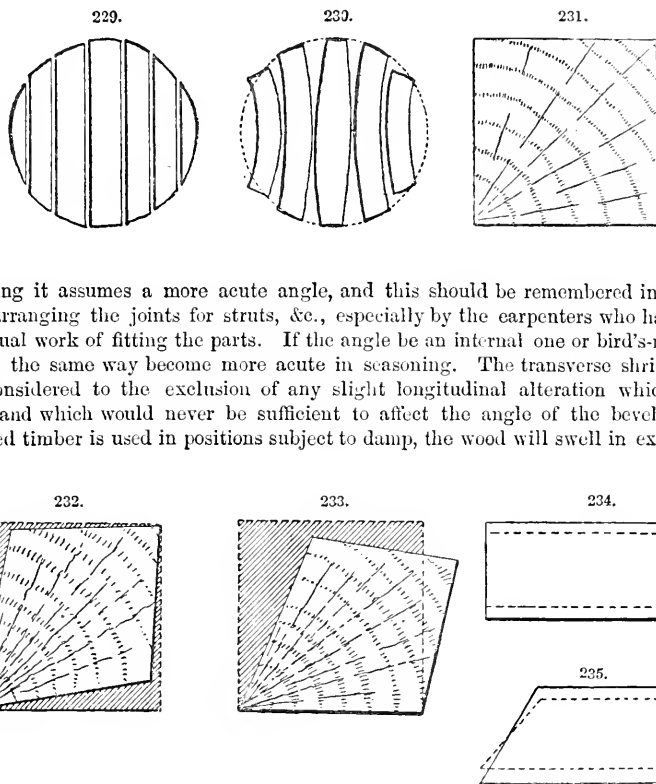 229. 230. 231.
ng it assumes a more acute angle, and this should be remembered in
rranging the joints for struts, &c., especially by the carpenters who ha
ual work of fitting the parts. If the angle be an internal one or bird's-
the same way become more acute in seasoning. The transverse shri
onsidered to the exclusion of any slight longitudinal alteration whic
and which would never be sufficient to affect the angle of the bevel
ed timber is used in positions subject to damp, the wood will swell in ex
232. 233. 234.
235.